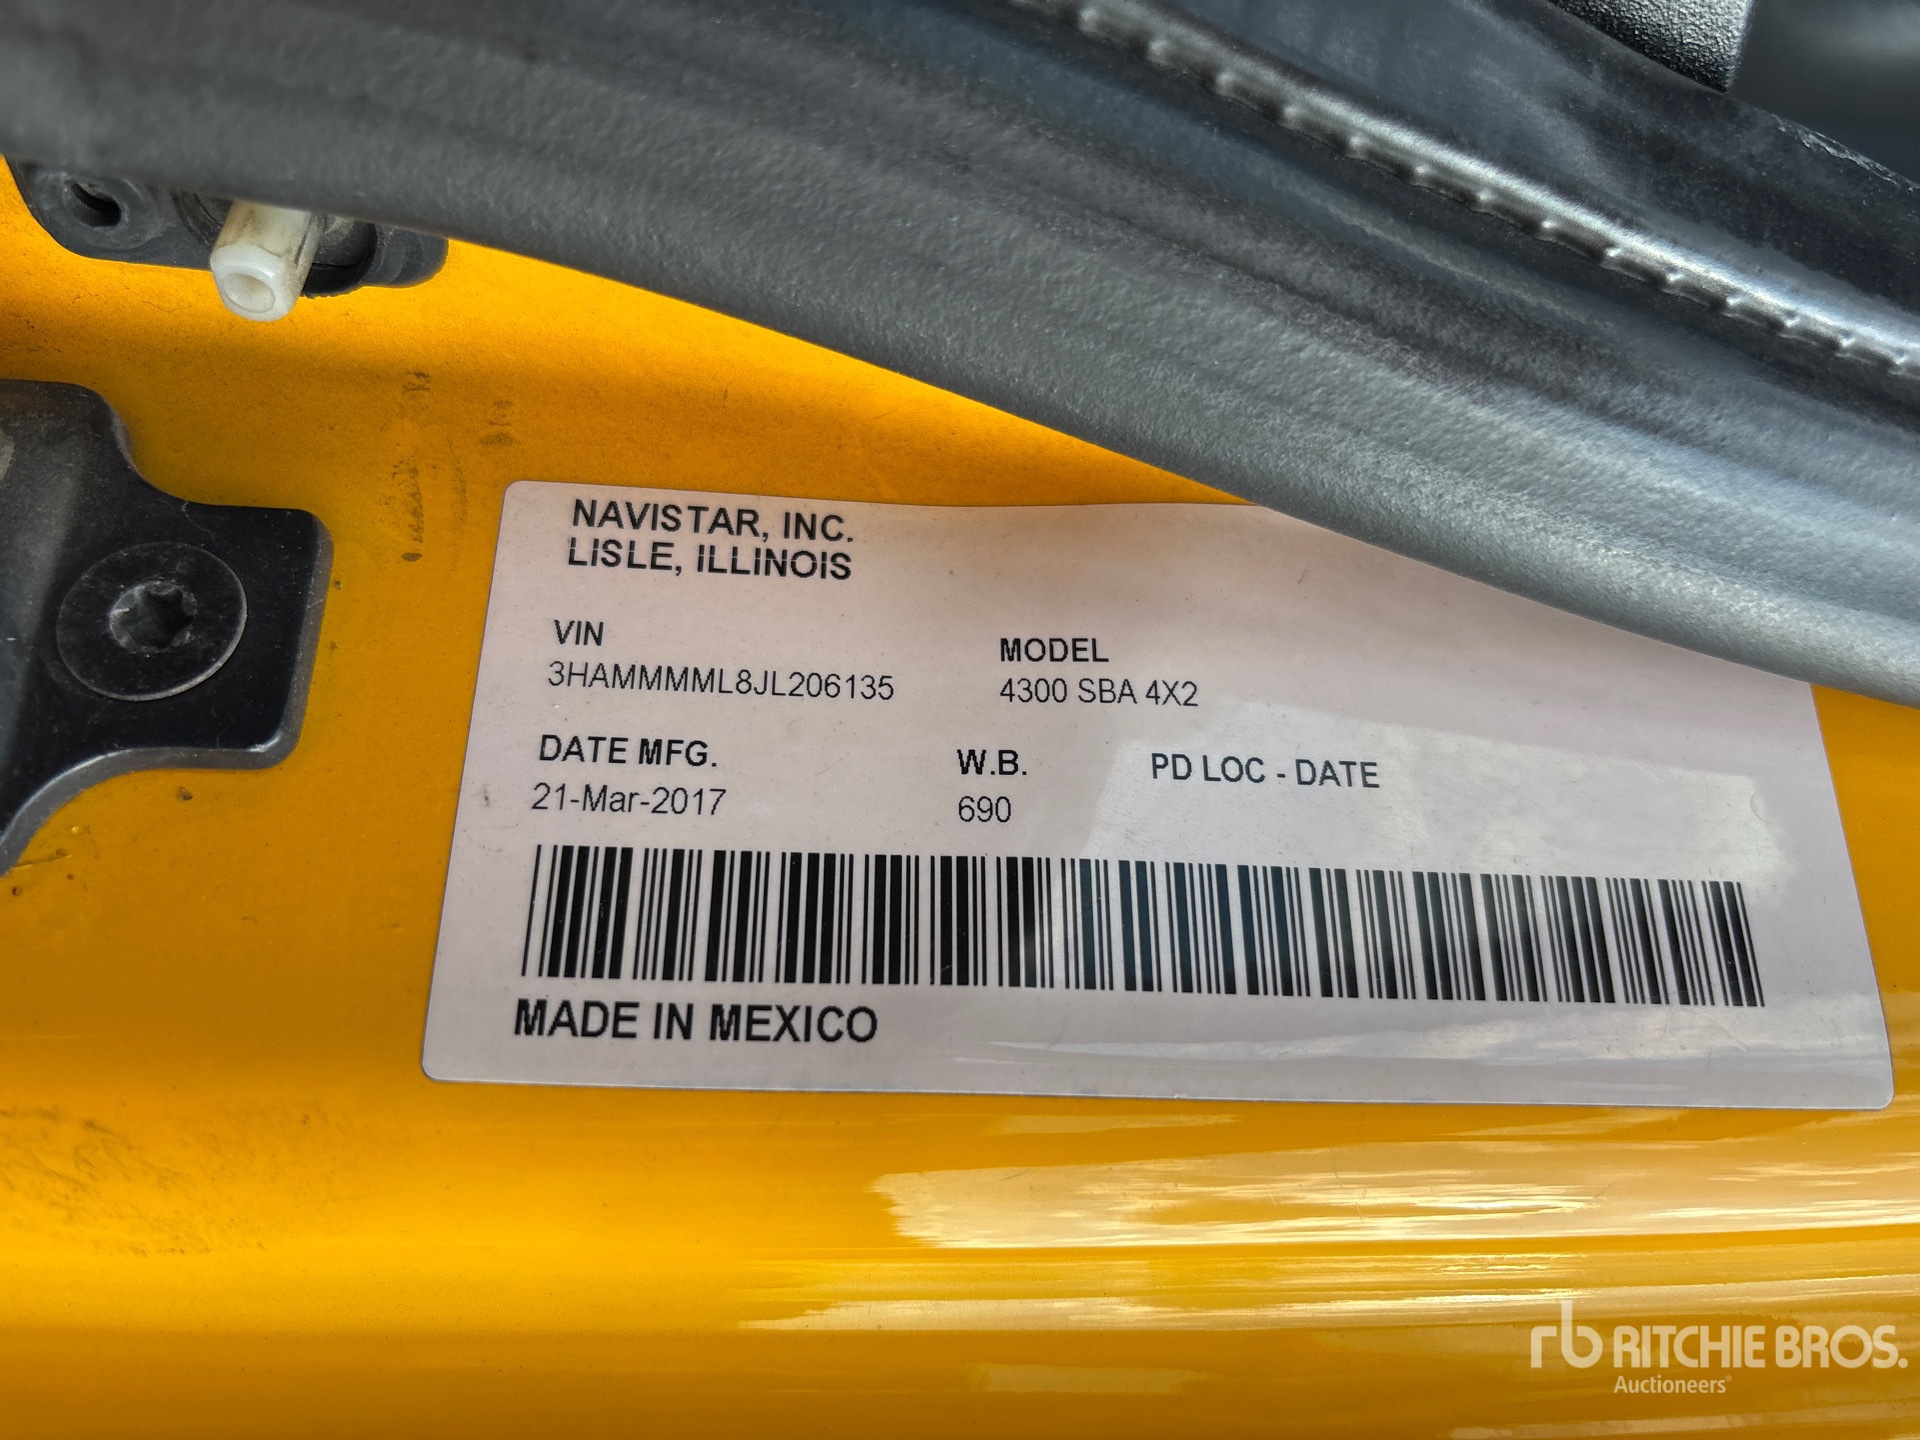 NAVISTAR, INC.
LISLE, ILLINOIS
VIN
3HAMMMML8JL206135
MODEL
4300 SBA 4X2
DATE MFG.
21-Mar-2017
W.B.
690
PD LOC - DATE
MADE IN MEXICO
rb RITCHIE BROS.
Auctioneers